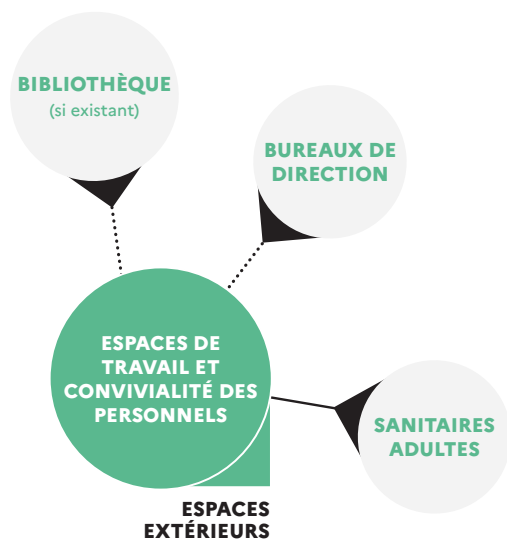 BIBLIOTHÈQUE
(si existant)
BUREAUX DE
DIRECTION
ESPACES DE
TRAVAIL ET
CONVIVIALITÉ DES
PERSONNELS
SANITAIRES
ADULTES
ESPACES
EXTÉRIEURS